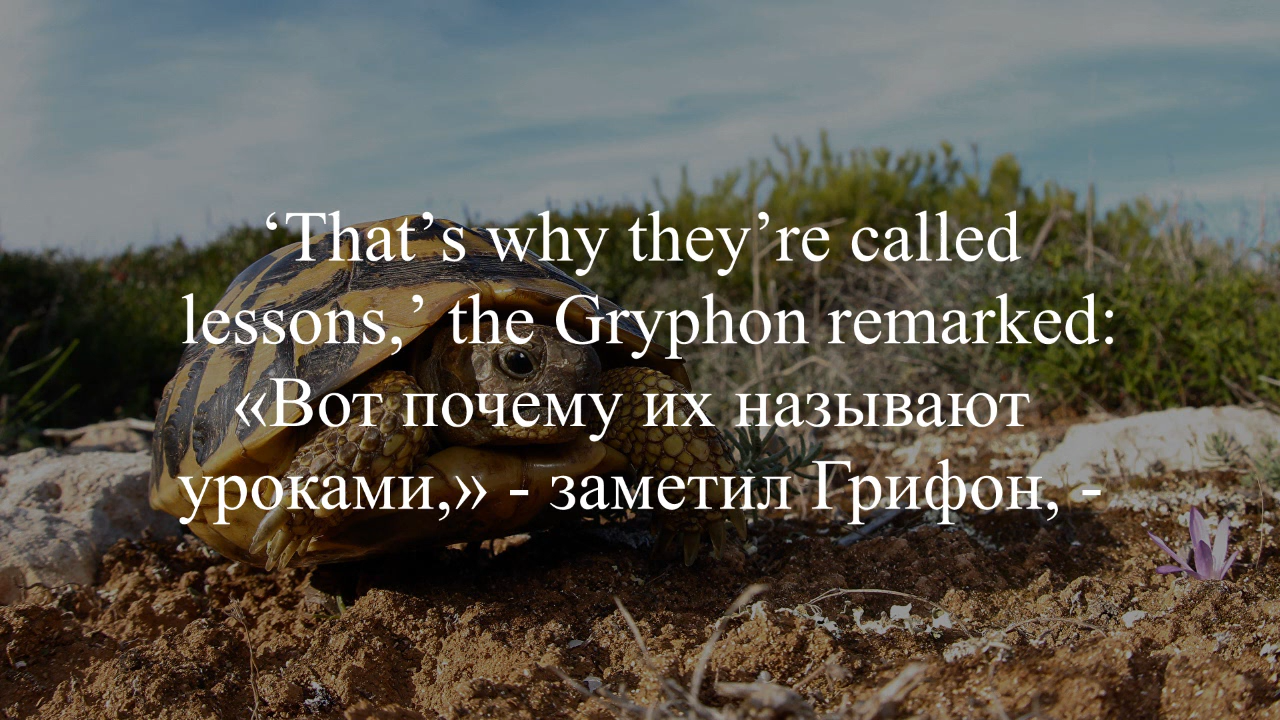 ‘That’s why they’re called
lessons,’ the Gryphon remarked:
«Вот почему их называют
уроками,» - заметил Грифон, -